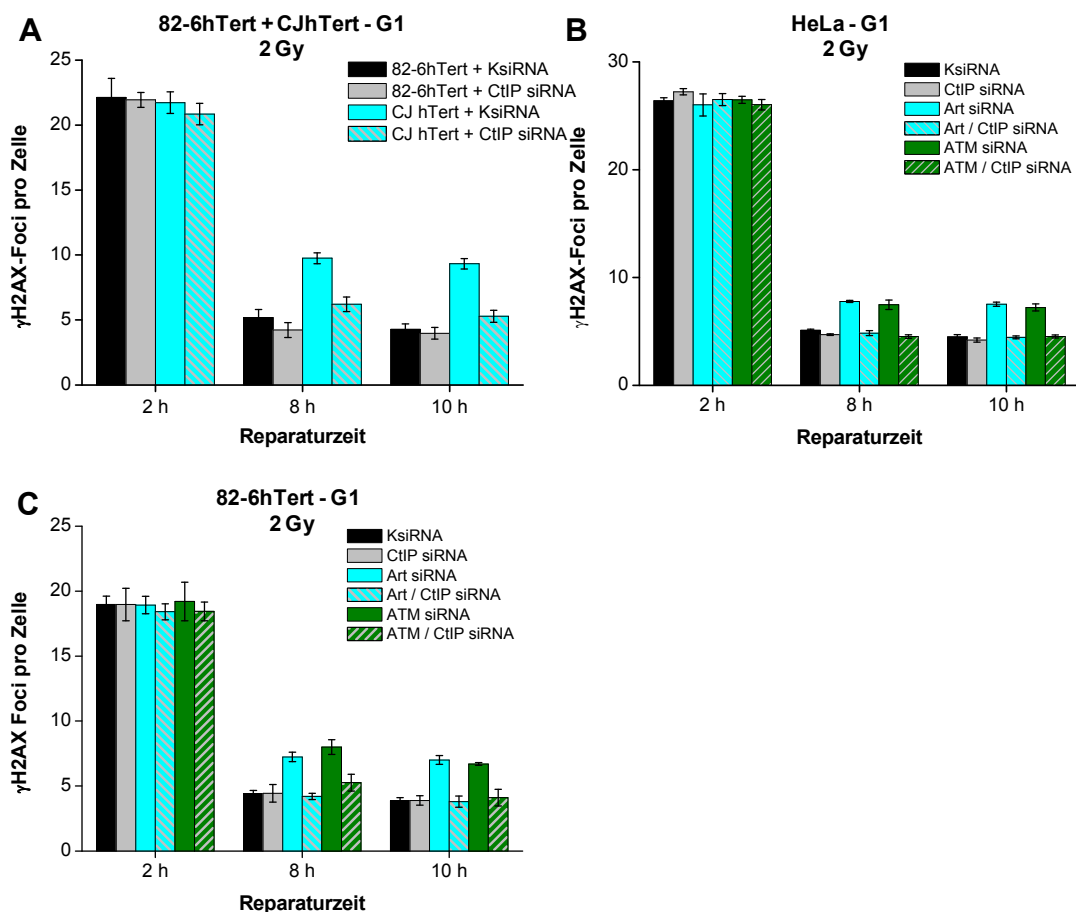 A
82-6hTert + CJhTert - G1
2 Gy
82-6hTert + KsiRNA
82-6hTert + CtIP siRNA
CJ hTert + KsiRNA
CJ hTert + CtIP siRNA
γH2AX-Foci pro Zelle
25
20
15
10
5
0
2 h 8 h 10 h
Reparaturzeit
B
HeLa - G1
2 Gy
KsiRNA
CtIP siRNA
Art siRNA
Art / CtIP siRNA
ATM siRNA
ATM / CtIP siRNA
γH2AX-Foci pro Zelle
30
20
10
0
2 h 8 h 10 h
Reparaturzeit
C
82-6hTert - G1
2 Gy
KsiRNA
CtIP siRNA
Art siRNA
Art / CtIP siRNA
ATM siRNA
ATM / CtIP siRNA
γH2AX Foci pro Zelle
25
20
15
10
5
0
2 h 8 h 10 h
Reparaturzeit